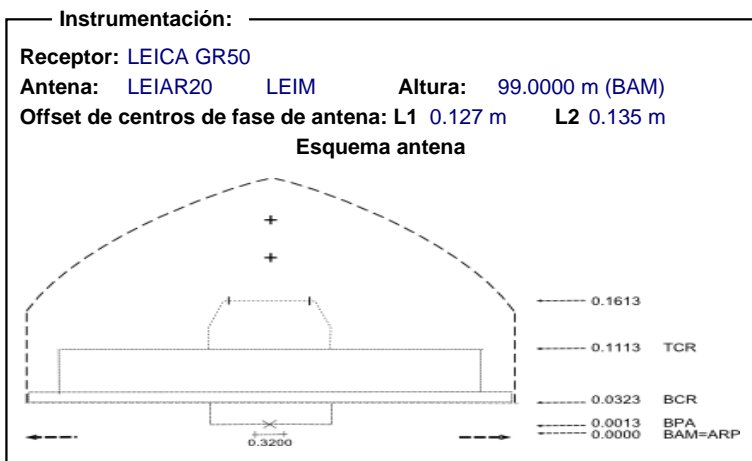 Instrumentación:
Receptor: LEICA GR50
Antena: LEIAR20 LEIM Altura: 99.0000 m (BAM)
Offset de centros de fase de antena: L1 0.127 m L2 0.135 m
Esquema antena
0.1613
0.1113 TCR
0.0323 BCR
0.0013 BPA
0.0000 BAM=ARP
0.3200